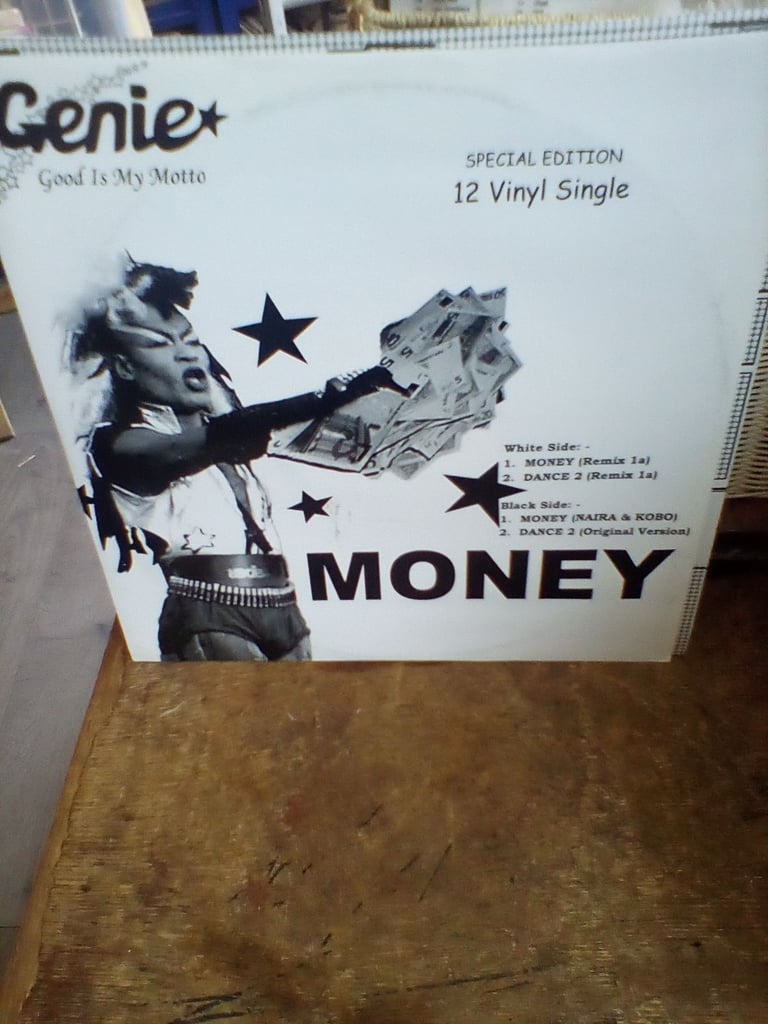 Genie
Good Is My Motto
SPECIAL EDITION
12 Vinyl Single
White Side: -
1. MONEY (Remix 1a)
2. DANCE 2 (Remix 1a)
Black Side: -
1. MONEY (NAIRA & KOBO)
2. DANCE 2 (Original Version)
MONEY